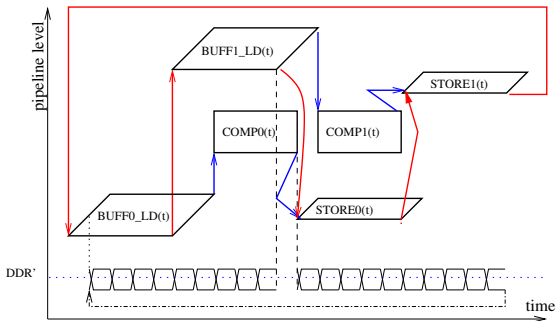 pipeline level
BUFF1_LD(t)
STORE1(t)
COMP0(t)
COMP1(t)
BUFF0_LD(t)
STORE0(t)
DDR'
time